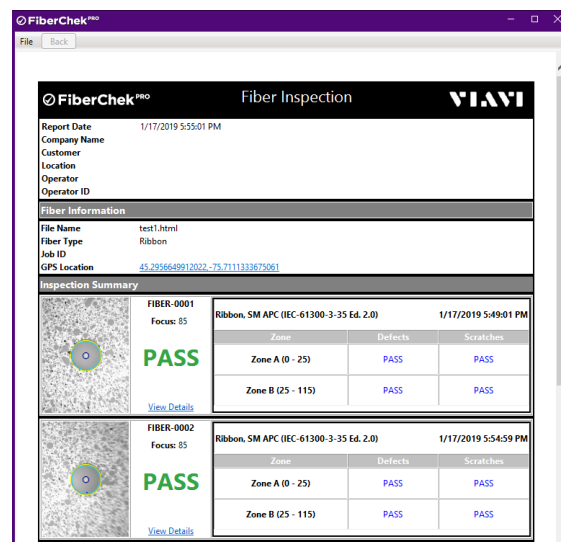 FiberChek PRO
File Back
FiberChek PRO Fiber Inspection VIAVI
Report Date 1/17/2019 5:55:01 PM
Company Name
Customer
Location
Operator
Operator ID
Fiber Information
File Name test1.html
Fiber Type Ribbon
Job ID
GPS Location 45.2956649912022,-75.7111333675061
Inspection Summary
FIBER-0001
Focus: 85
PASS
View Details
Ribbon, SM APC (IEC-61300-3-35 Ed. 2.0) 1/17/2019 5:49:01 PM
Zone Defects Scratches
Zone A (0 - 25) PASS PASS
Zone B (25 - 115) PASS PASS
FIBER-0002
Focus: 85
PASS
View Details
Ribbon, SM APC (IEC-61300-3-35 Ed. 2.0) 1/17/2019 5:54:59 PM
Zone Defects Scratches
Zone A (0 - 25) PASS PASS
Zone B (25 - 115) PASS PASS